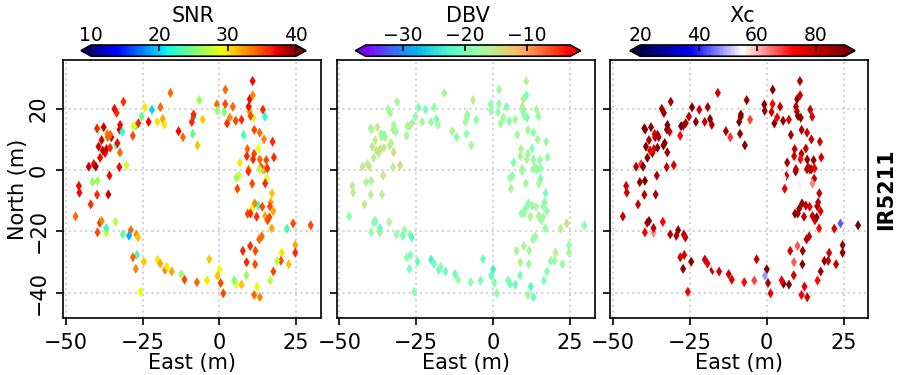 SNR DBV Xc
10 20 30 40 −30 −20 −10 20 40 60 80
North (m)
20
0
−20
−40
IR5211
−50 −25 0 25 −50 −25 0 25 −50 −25 0 25
East (m) East (m) East (m)